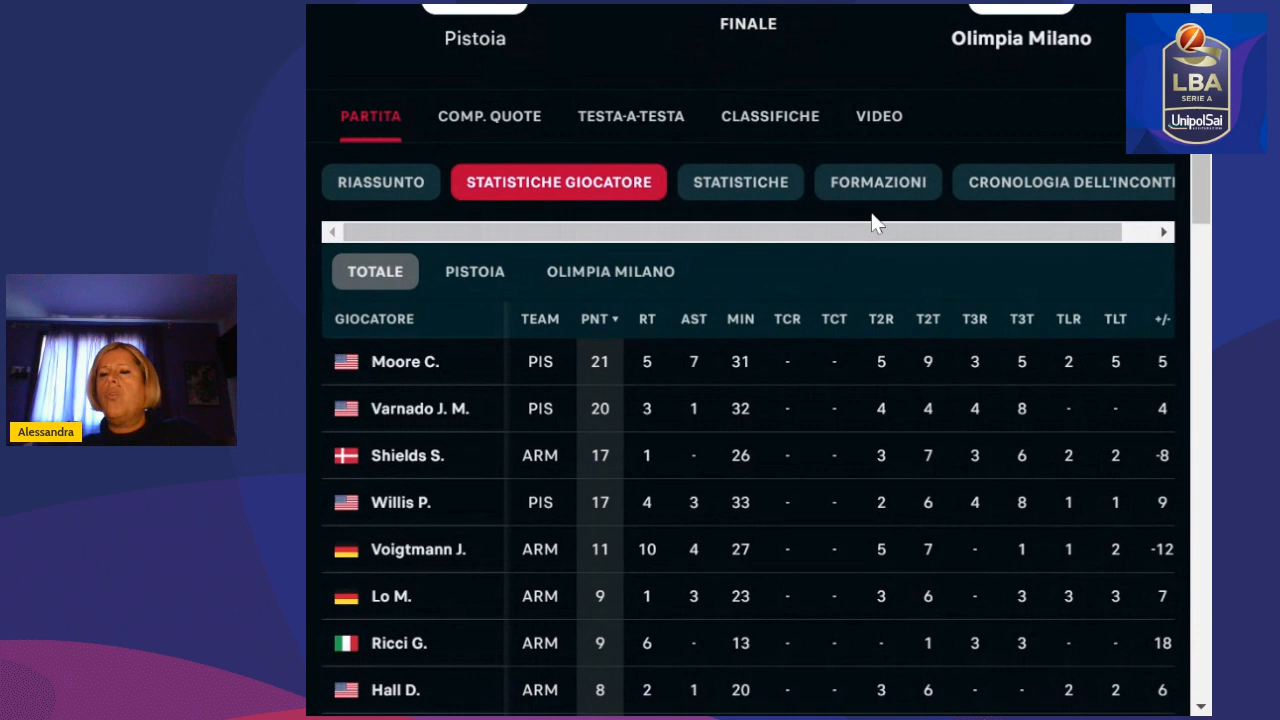 FINALE
Pistoia
Olimpia Milano
LBA
SERIE A
UnipolSai
PARTITA COMP. QUOTE TESTA-A-TESTA CLASSIFICHE VIDEO
RIASSUNTO STATISTICHE GIOCATORE STATISTICHE FORMAZIONI CRONOLOGIA DELL'INCONTI
TOTALE PISTOIA OLIMPIA MILANO
GIOCATORE TEAM PNT ▾ RT AST MIN TCR TCT T2R T2T T3R T3T TLR TLT +/-
Moore C. PIS 21 5 7 31 - - 5 9 3 5 2 5 5
Varnado J. M. PIS 20 3 1 32 - - 4 4 4 8 - - 4
Shields S. ARM 17 1 - 26 - - 3 7 3 6 2 2 -8
Willis P. PIS 17 4 3 33 - - 2 6 4 8 1 1 9
Voigtmann J. ARM 11 10 4 27 - - 5 7 - 1 1 2 -12
Lo M. ARM 9 1 3 23 - - 3 6 - 3 3 3 7
Ricci G. ARM 9 6 - 13 - - - 1 3 3 - - 18
Hall D. ARM 8 2 1 20 - - 3 6 - - 2 2 6
Alessandra